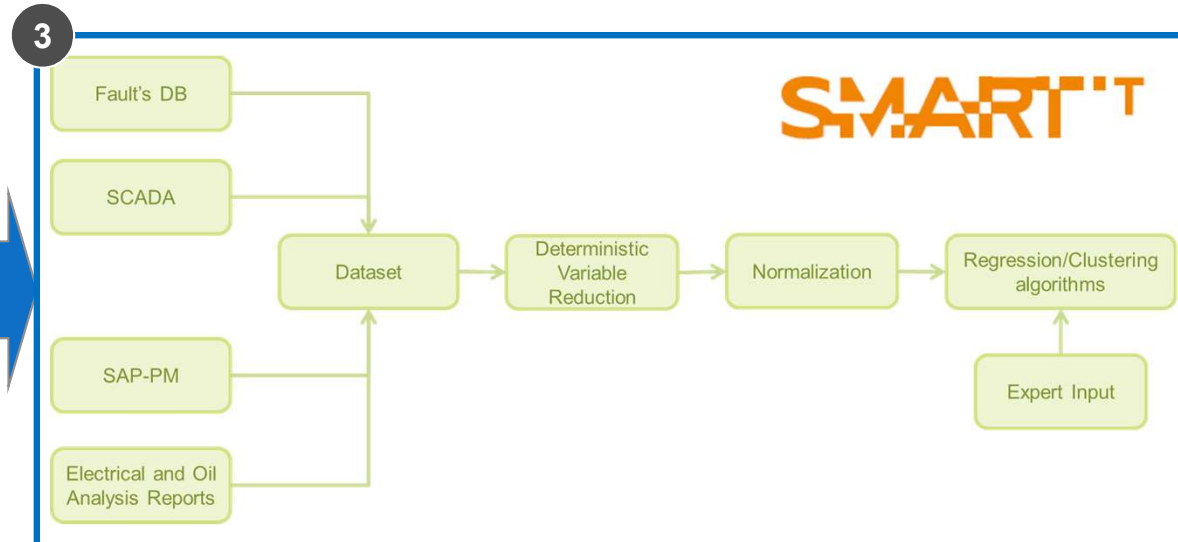 3
Fault's DB
SMART T
SCADA
Dataset
Deterministic
Variable
Reduction
Normalization
Regression/Clustering
algorithms
SAP-PM
Expert Input
Electrical and Oil
Analysis Reports